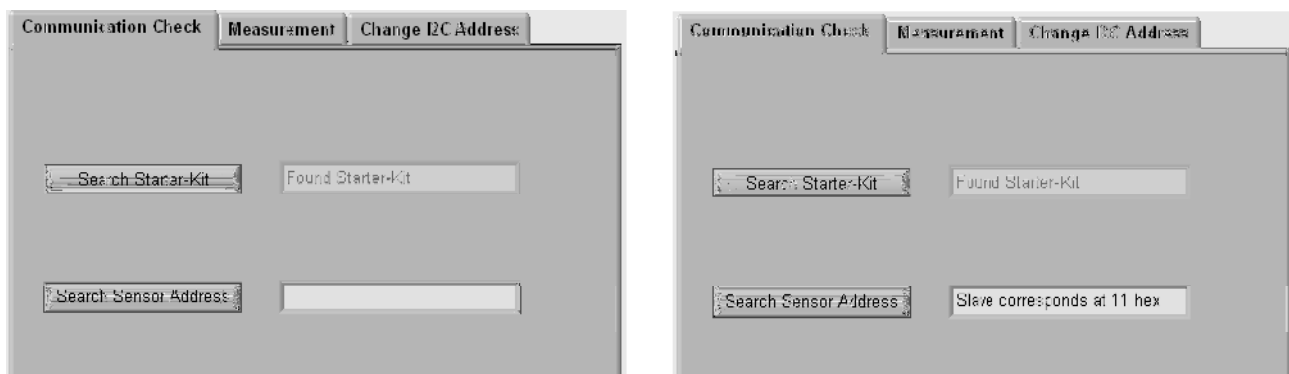 Communication Check Measurement Change I2C Address
Search Starter-Kit Found Starter-Kit
Search Sensor Address
Communication Check Measurement Change I2C Address
Search Starter-Kit Found Starter-Kit
Search Sensor Address Slave corresponds at 11 hex